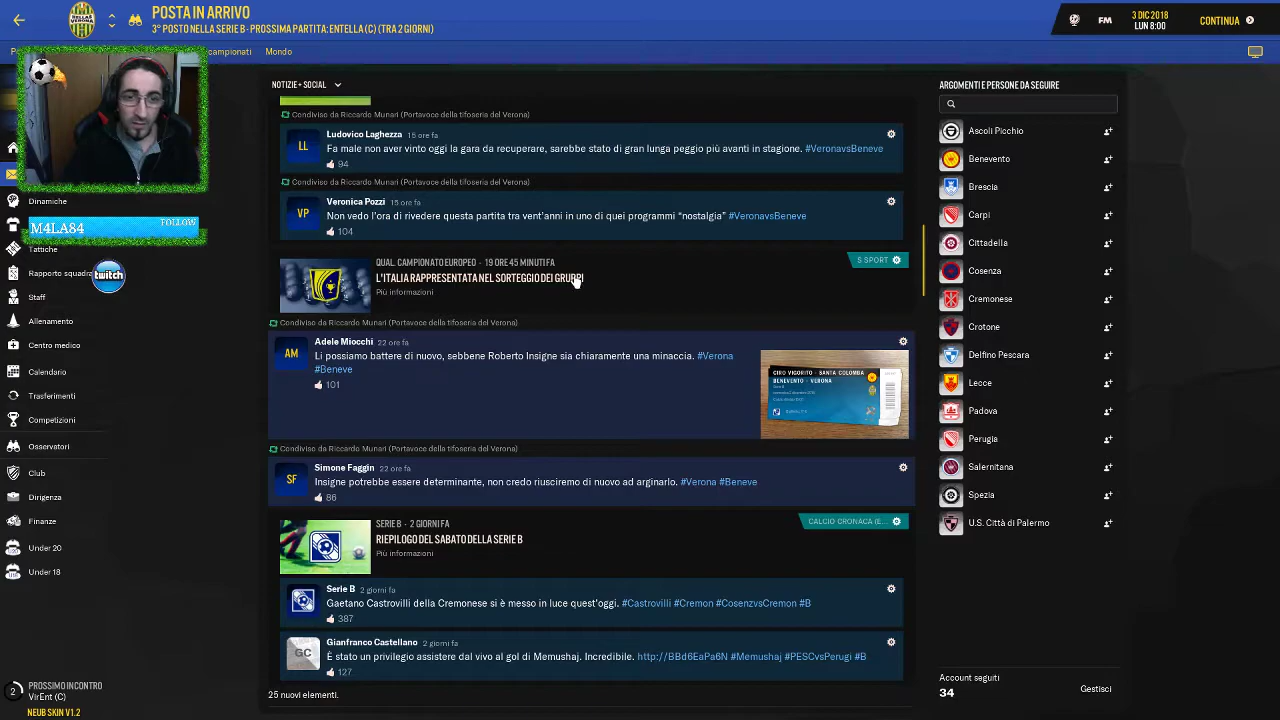 POSTA IN ARRIVO
3° POSTO NELLA SERIE B - PROSSIMA PARTITA: ENTELLA (C) (TRA 2 GIORNI)
FM
3 DIC 2018
LUN 8:00
CONTINUA
Mondo
NOTIZIE + SOCIAL
ARGOMENTI E PERSONE DA SEGUIRE
Condiviso da Riccardo Munari (Portavoce della tifoseria del Verona)
LL
Ludovico Laghezza 15 ore fa
Fa male non aver vinto oggi la gara da recuperare, sarebbe stato di gran lunga peggio più avanti in stagione. #VeronavsBeneve
94
Condiviso da Riccardo Munari (Portavoce della tifoseria del Verona)
VP
Veronica Pozzi 15 ore fa
Non vedo l'ora di rivedere questa partita tra vent'anni in uno di quei programmi “nostalgia” #VeronavsBeneve
104
QUAL. CAMPIONATO EUROPEO - 19 ORE 45 MINUTI FA
S SPORT
L'ITALIA RAPPRESENTATA NEL SORTEGGIO DEI GRUPPI
Più informazioni
Condiviso da Riccardo Munari (Portavoce della tifoseria del Verona)
AM
Adele Miocchi 22 ore fa
Li possiamo battere di nuovo, sebbene Roberto Insigne sia chiaramente una minaccia. #Verona
#Beneve
101
CIRO VIGORITO - SANTA COLOMBA
BENEVENTO - VERONA
Condiviso da Riccardo Munari (Portavoce della tifoseria del Verona)
SF
Simone Faggin 22 ore fa
Insigne potrebbe essere determinante, non credo riusciremo di nuovo ad arginarlo. #Verona #Beneve
86
SERIE B - 2 GIORNI FA
CALCIO CRONACA (E...
RIEPILOGO DEL SABATO DELLA SERIE B
Più informazioni
Serie B 2 giorni fa
Gaetano Castrovilli della Cremonese si è messo in luce quest'oggi. #Castrovilli #Cremon #CosenzvsCremon #B
387
GC
Gianfranco Castellano 2 giorni fa
È stato un privilegio assistere dal vivo al gol di Memushaj. Incredibile. http://BBd6EaPa6N #Memushaj #PESCvsPerugi #B
127
25 nuovi elementi.
Ascoli Picchio
Benevento
Brescia
Carpi
Cittadella
Cosenza
Cremonese
Crotone
Delfino Pescara
Lecce
Padova
Perugia
Salernitana
Spezia
U.S. Città di Palermo
Account seguiti
34
Gestisci
Dinamiche
M4LA84
FOLLOW
Tattiche
Rapporto squadra
twitch
Staff
Allenamento
Centro medico
Calendario
Trasferimenti
Competizioni
Osservatori
Club
Dirigenza
Finanze
Under 20
Under 18
2
PROSSIMO INCONTRO
VirEnt (C)
NEUB SKIN V1.2